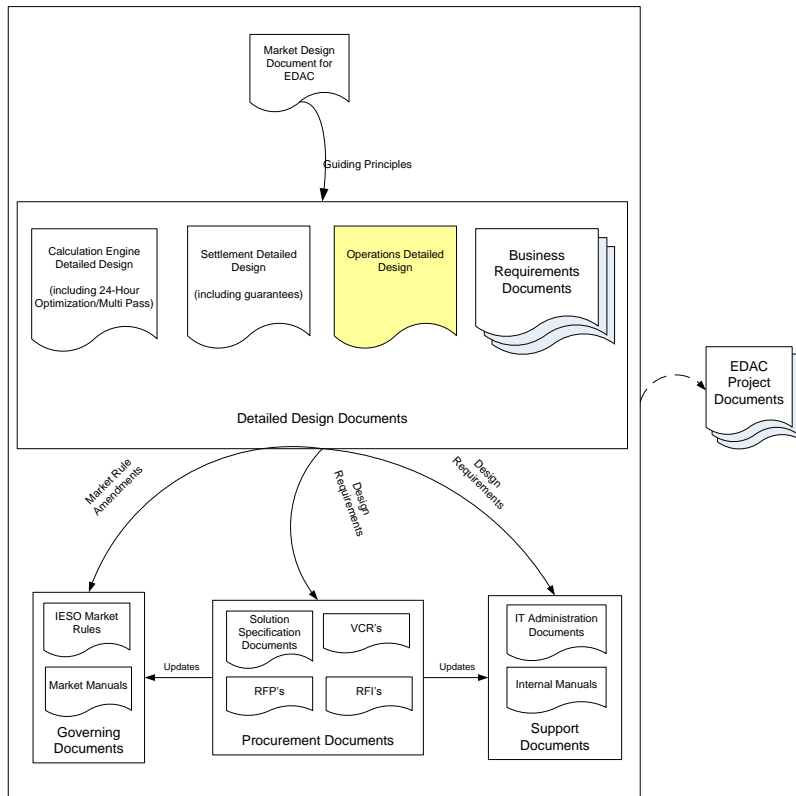 Market Design
Document for
EDAC
Guiding Principles
Calculation Engine
Detailed Design
(including 24-Hour
Optimization/Multi Pass)
Settlement Detailed
Design
(including guarantees)
Operations Detailed
Design
Business
Requirements
Documents
Detailed Design Documents
EDAC
Project
Documents
Market Rule
Amendments
Design
Requirements
Design
Requirements
IESO Market
Rules
Market Manuals
Governing
Documents
Updates
Solution
Specification
Documents
VCR's
RFP's
RFI's
Procurement Documents
Updates
IT Administration
Documents
Internal Manuals
Support
Documents